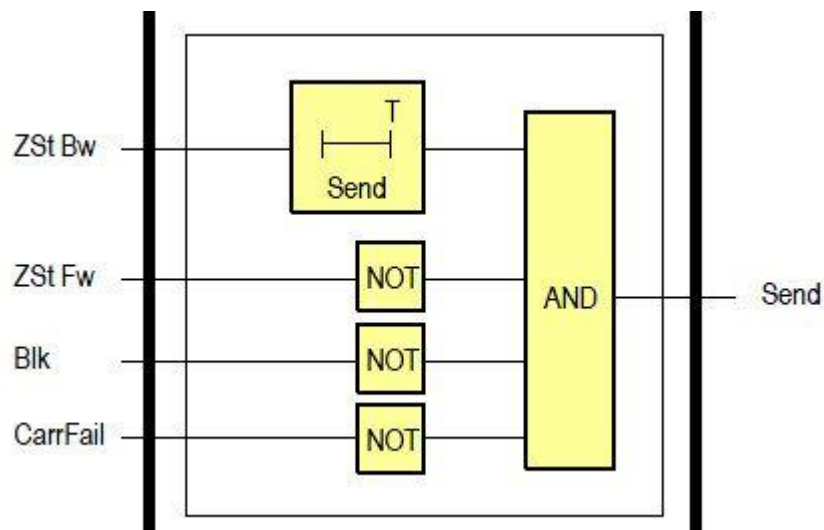 T
ZSt Bw
Send
ZSt Fw
NOT
AND
Send
Blk
NOT
CarrFail
NOT